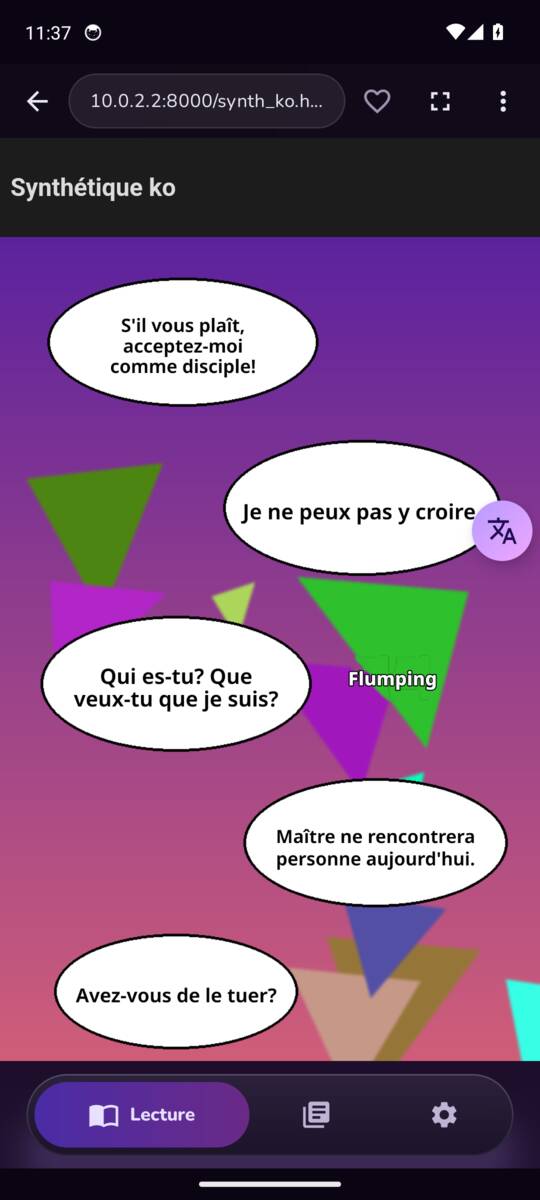 11:37
10.0.2.2:8000/synth_ko.h...
Synthétique ko
S'il vous plaît,
acceptez-moi
comme disciple!
Je ne peux pas y croire
Qui es-tu? Que
veux-tu que je suis?
Flumping
Maître ne rencontrera
personne aujourd'hui.
Avez-vous de le tuer?
Lecture